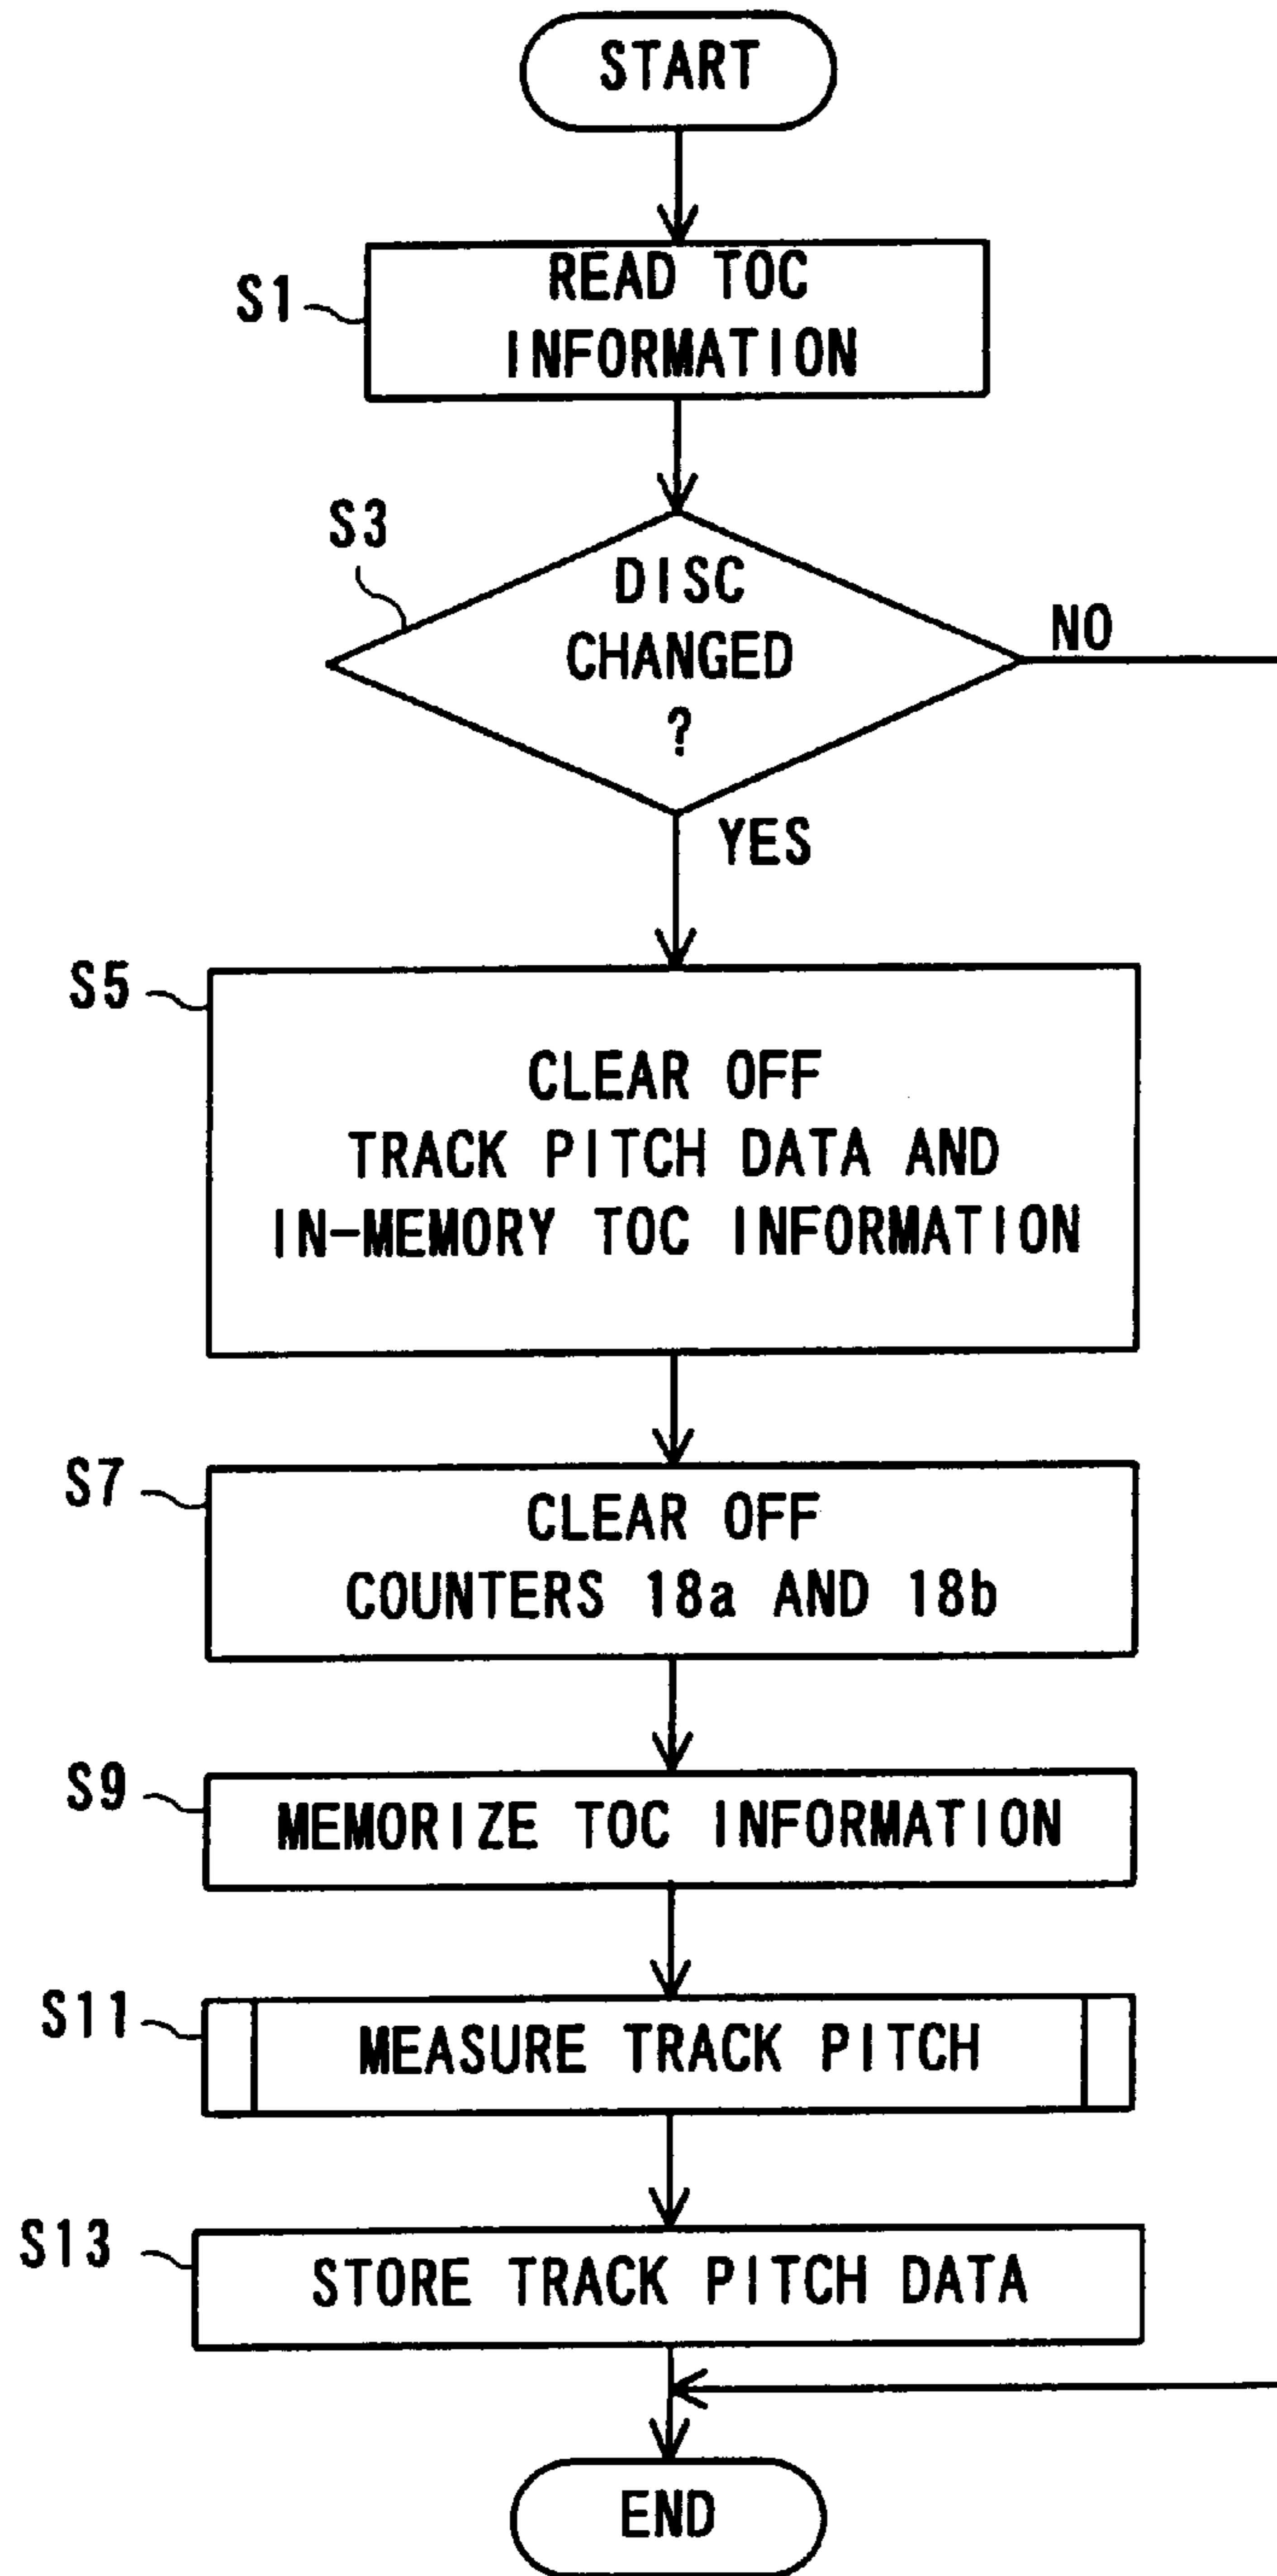 START
S1
READ TOC
INFORMATION
S3
DISC
CHANGED
?
NO
YES
S5
CLEAR OFF
TRACK PITCH DATA AND
IN-MEMORY TOC INFORMATION
S7
CLEAR OFF
COUNTERS 18a AND 18b
S9
MEMORIZE TOC INFORMATION
S11
MEASURE TRACK PITCH
S13
STORE TRACK PITCH DATA
END